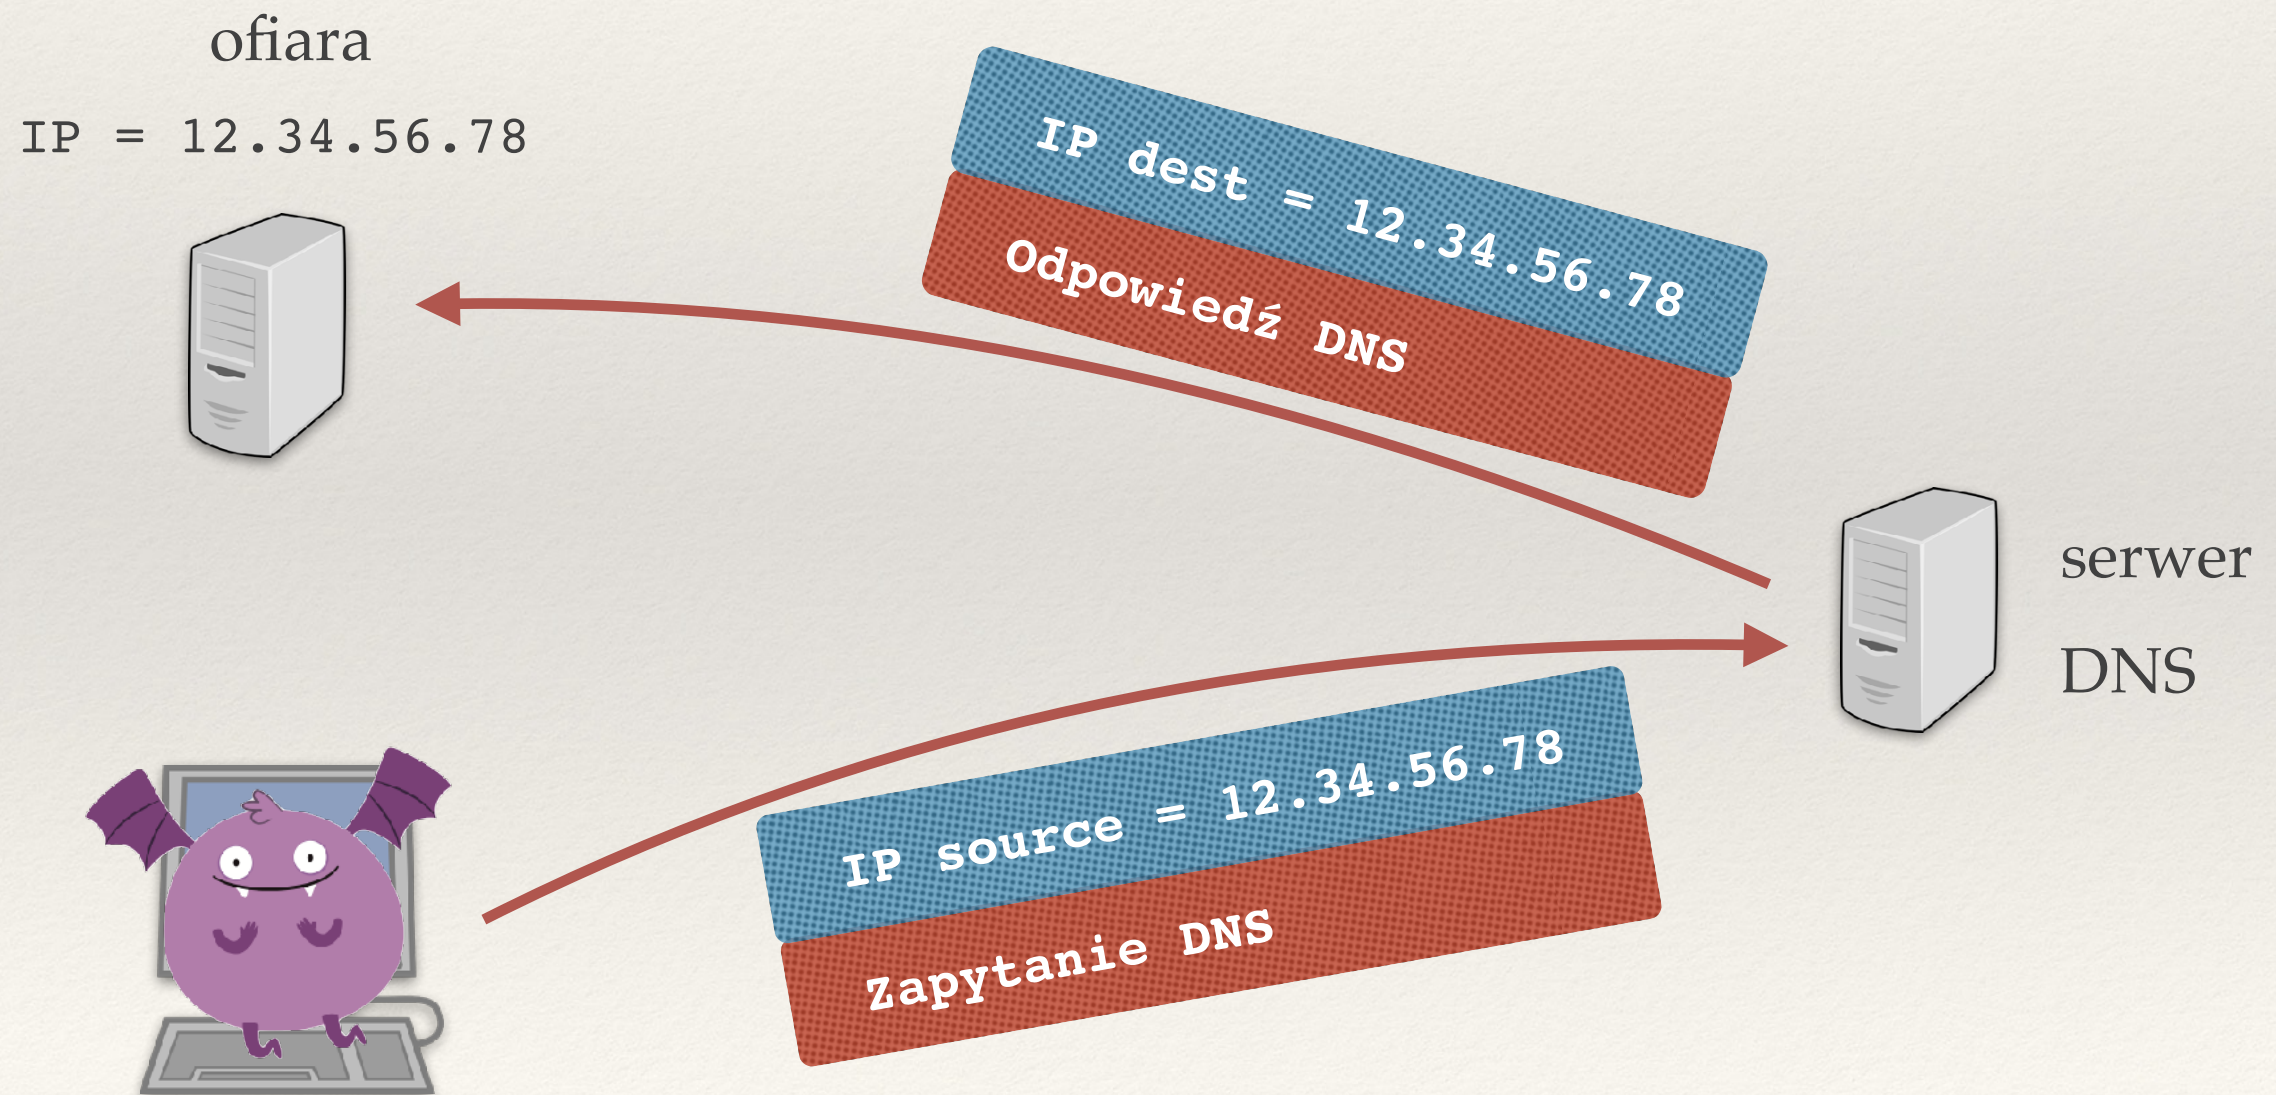 ofiara
IP = 12.34.56.78
IP dest = 12.34.56.78
Odpowiedź DNS
serwer
DNS
IP source = 12.34.56.78
Zapytanie DNS